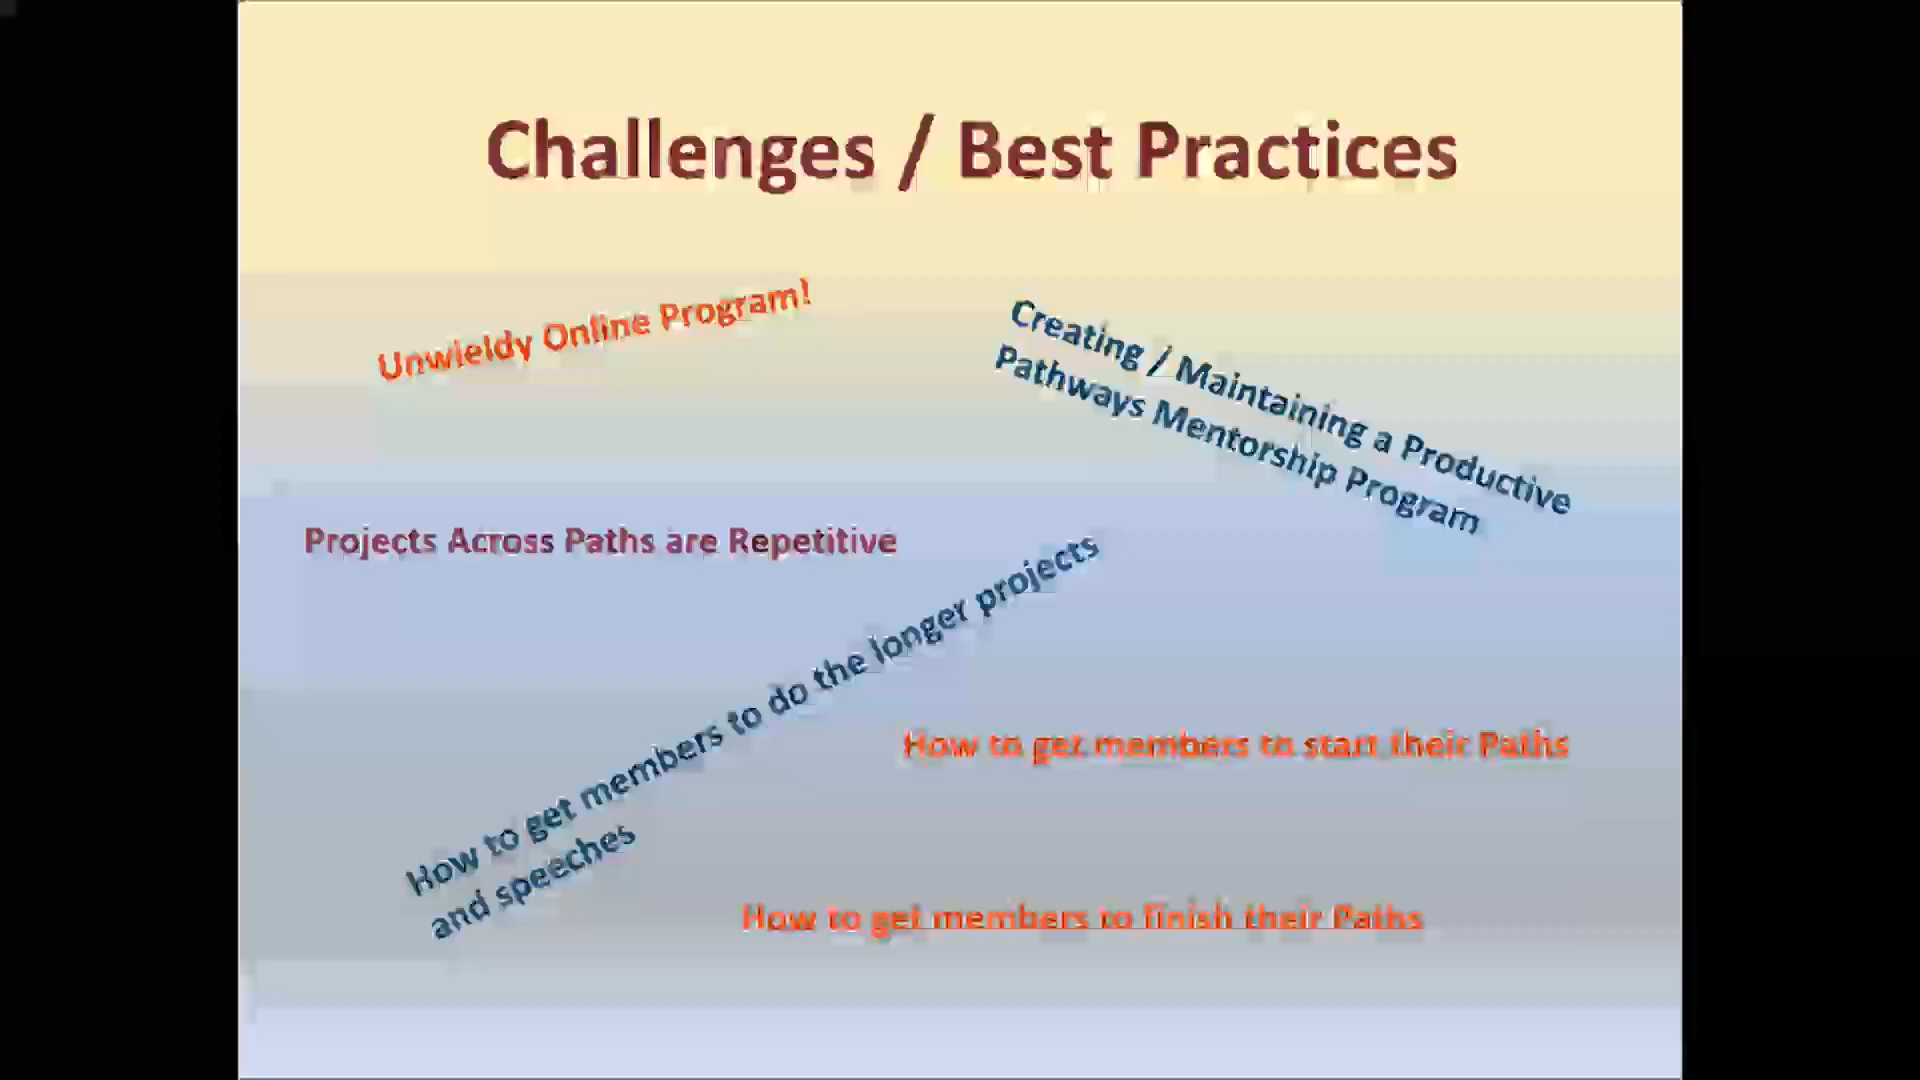 Challenges / Best Practices
Unwieldy Online Program!
Creating / Maintaining a Productive
Pathways Mentorship Program
Projects Across Paths are Repetitive
How to get members to do the longer projects
and speeches
How to get members to start their Paths
How to get members to finish their Paths